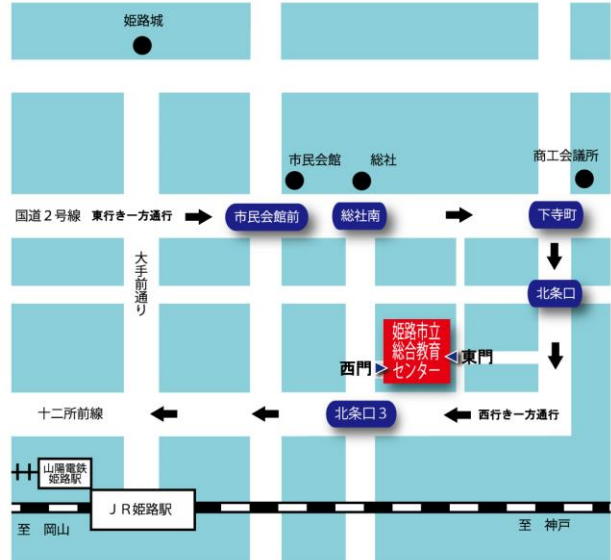 姫路城
市民会館
総社
商工会議所
国道２号線 東行き一方通行
市民会館前
総社南
下寺町
大手前通り
北条口
姫路市立
総合教育
センター
西門
東門
十二所前線
北条口３
西行き一方通行
山陽電鉄
姫路駅
ＪＲ姫路駅
至 岡山
至 神戸